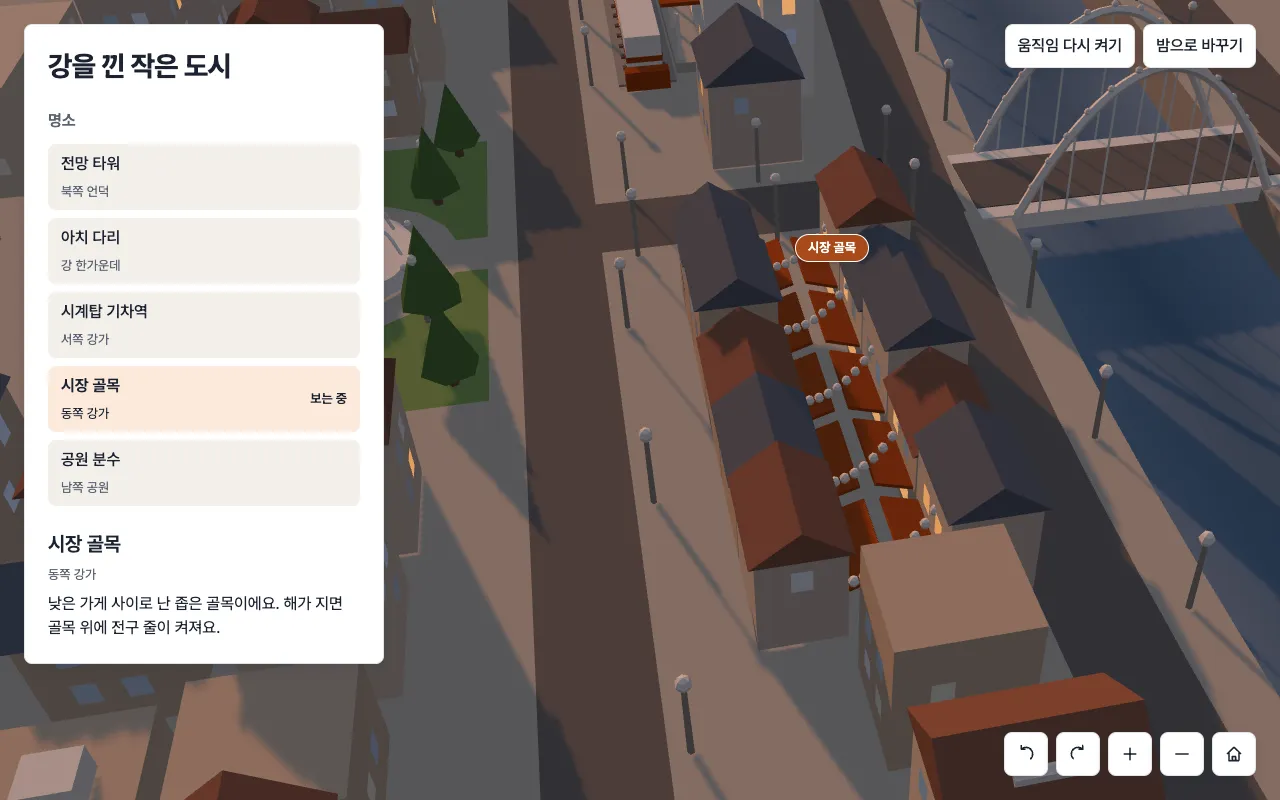 강을 낀 작은 도시
명소
전망 타워
북쪽 언덕
아치 다리
강 한가운데
시계탑 기차역
서쪽 강가
시장 골목
동쪽 강가
보는 중
공원 분수
남쪽 공원
시장 골목
동쪽 강가
낮은 가게 사이로 난 좁은 골목이에요. 해가 지면
골목 위에 전구 줄이 켜져요.
시장 골목
움직임 다시 켜기
밤으로 바꾸기